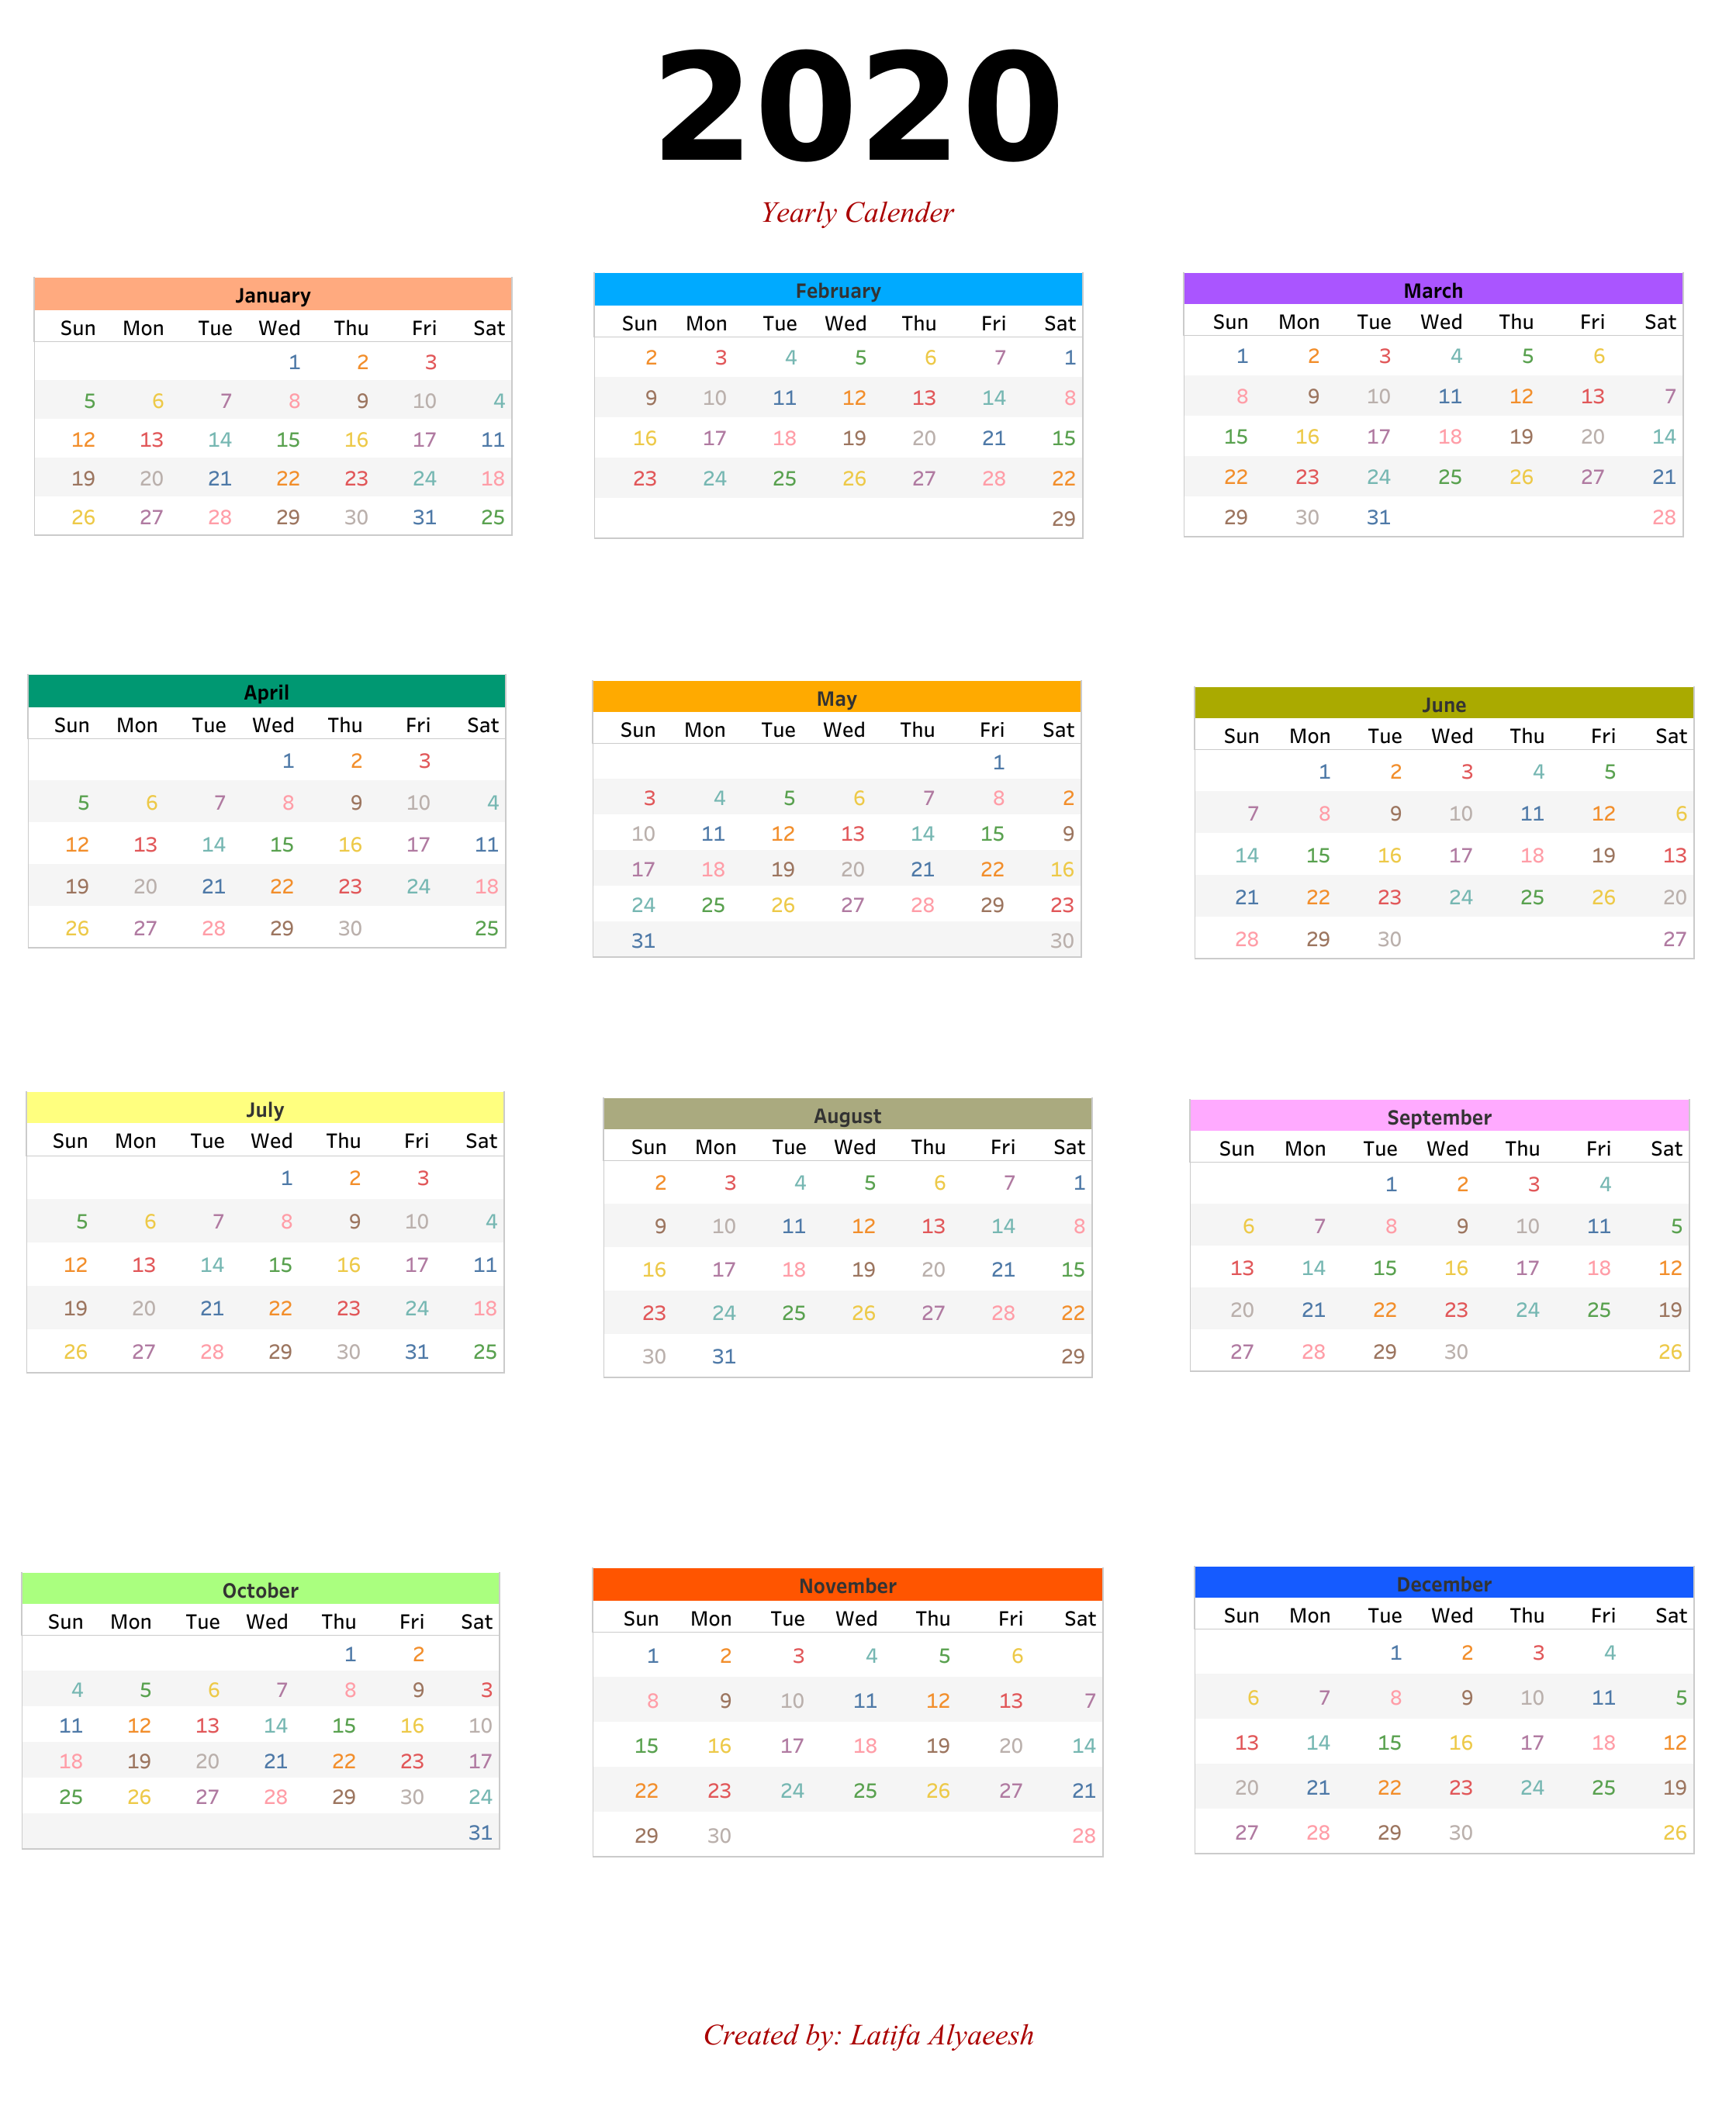 2020
Yearly Calender
January
Sun Mon Tue Wed Thu Fri Sat
1 2 3
5 6 7 8 9 10 4
12 13 14 15 16 17 11
19 20 21 22 23 24 18
26 27 28 29 30 31 25
February
Sun Mon Tue Wed Thu Fri Sat
2 3 4 5 6 7 1
9 10 11 12 13 14 8
16 17 18 19 20 21 15
23 24 25 26 27 28 22
29
March
Sun Mon Tue Wed Thu Fri Sat
1 2 3 4 5 6
8 9 10 11 12 13 7
15 16 17 18 19 20 14
22 23 24 25 26 27 21
29 30 31 28
April
Sun Mon Tue Wed Thu Fri Sat
1 2 3
5 6 7 8 9 10 4
12 13 14 15 16 17 11
19 20 21 22 23 24 18
26 27 28 29 30 25
May
Sun Mon Tue Wed Thu Fri Sat
1
3 4 5 6 7 8 2
10 11 12 13 14 15 9
17 18 19 20 21 22 16
24 25 26 27 28 29 23
31 30
June
Sun Mon Tue Wed Thu Fri Sat
1 2 3 4 5
7 8 9 10 11 12 6
14 15 16 17 18 19 13
21 22 23 24 25 26 20
28 29 30 27
July
Sun Mon Tue Wed Thu Fri Sat
1 2 3
5 6 7 8 9 10 4
12 13 14 15 16 17 11
19 20 21 22 23 24 18
26 27 28 29 30 31 25
August
Sun Mon Tue Wed Thu Fri Sat
2 3 4 5 6 7 1
9 10 11 12 13 14 8
16 17 18 19 20 21 15
23 24 25 26 27 28 22
30 31 29
September
Sun Mon Tue Wed Thu Fri Sat
1 2 3 4
6 7 8 9 10 11 5
13 14 15 16 17 18 12
20 21 22 23 24 25 19
27 28 29 30 26
October
Sun Mon Tue Wed Thu Fri Sat
1 2
4 5 6 7 8 9 3
11 12 13 14 15 16 10
18 19 20 21 22 23 17
25 26 27 28 29 30 24
31
November
Sun Mon Tue Wed Thu Fri Sat
1 2 3 4 5 6
8 9 10 11 12 13 7
15 16 17 18 19 20 14
22 23 24 25 26 27 21
29 30 28
December
Sun Mon Tue Wed Thu Fri Sat
1 2 3 4
6 7 8 9 10 11 5
13 14 15 16 17 18 12
20 21 22 23 24 25 19
27 28 29 30 26
Created by: Latifa Alyaeesh